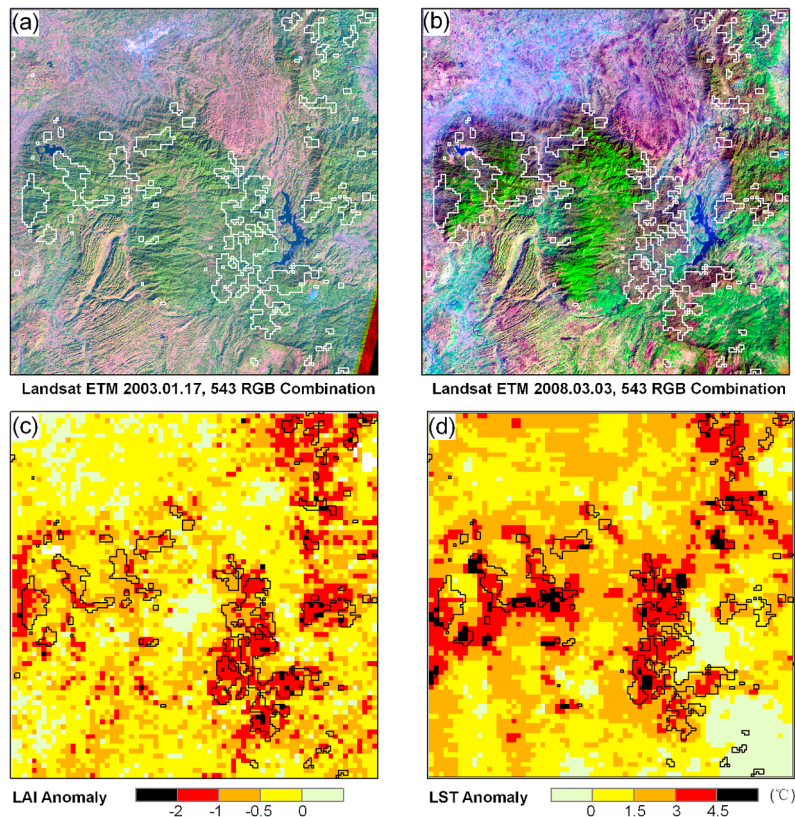 (a)
(b)
Landsat ETM 2003.01.17, 543 RGB Combination
Landsat ETM 2008.03.03, 543 RGB Combination
(c)
(d)
LAI Anomaly
-2
-1
-0.5
0
LST Anomaly
0
1.5
3
4.5
(℃)